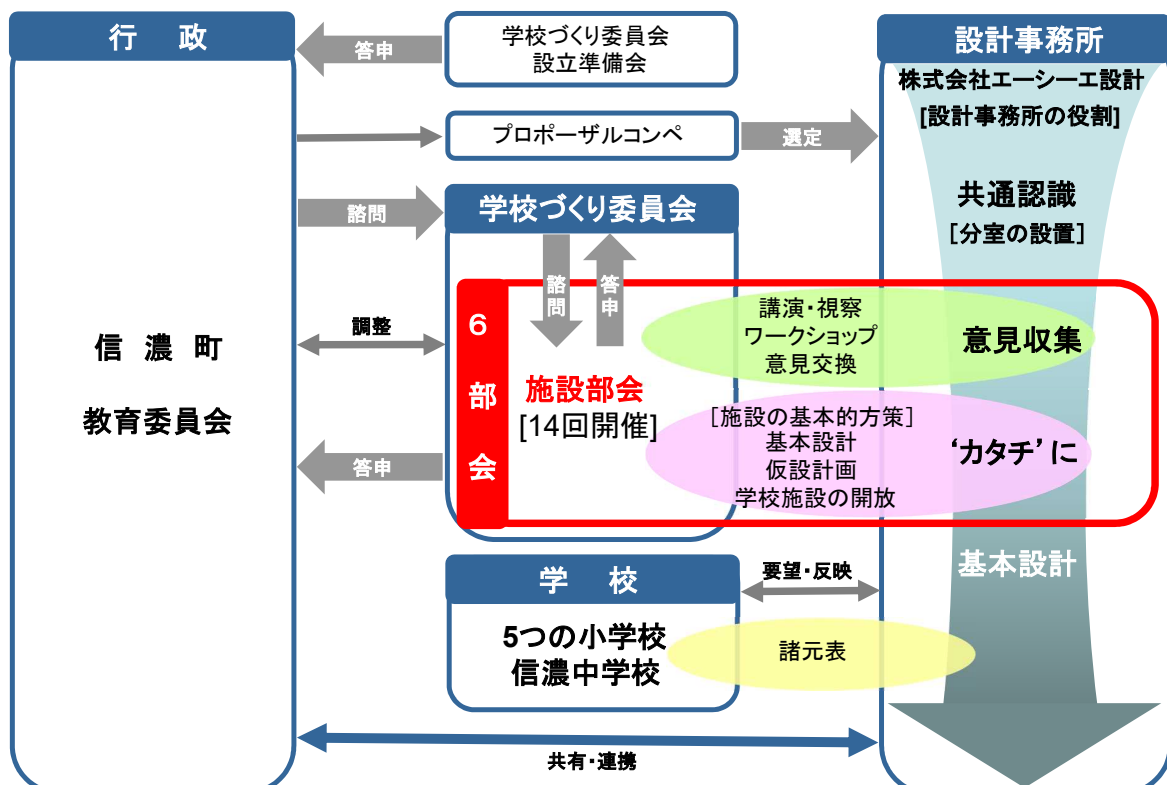 行 政
信 濃 町
教育委員会
答申
学校づくり委員会
設立準備会
プロポーザルコンペ
選定
諮問
学校づくり委員会
諮問
答申
調整
6部会
施設部会
[14回開催]
答申
講演・視察
ワークショップ
意見交換
意見収集
[施設の基本的方策]
基本設計
仮設計画
学校施設の開放
‘カタチ’に
設計事務所
株式会社エーシーエ設計
[設計事務所の役割]
共通認識
[分室の設置]
基本設計
学 校
5つの小学校
信濃中学校
要望・反映
諸元表
共有・連携